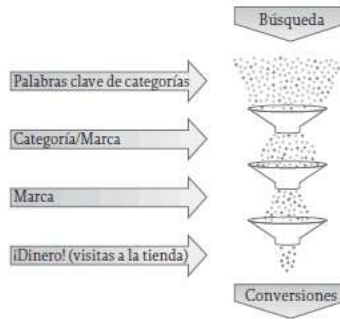 Búsqueda
Palabras clave de categorías
Categoría/Marca
Marca
¡Dinero! (visitas a la tienda)
Conversiones